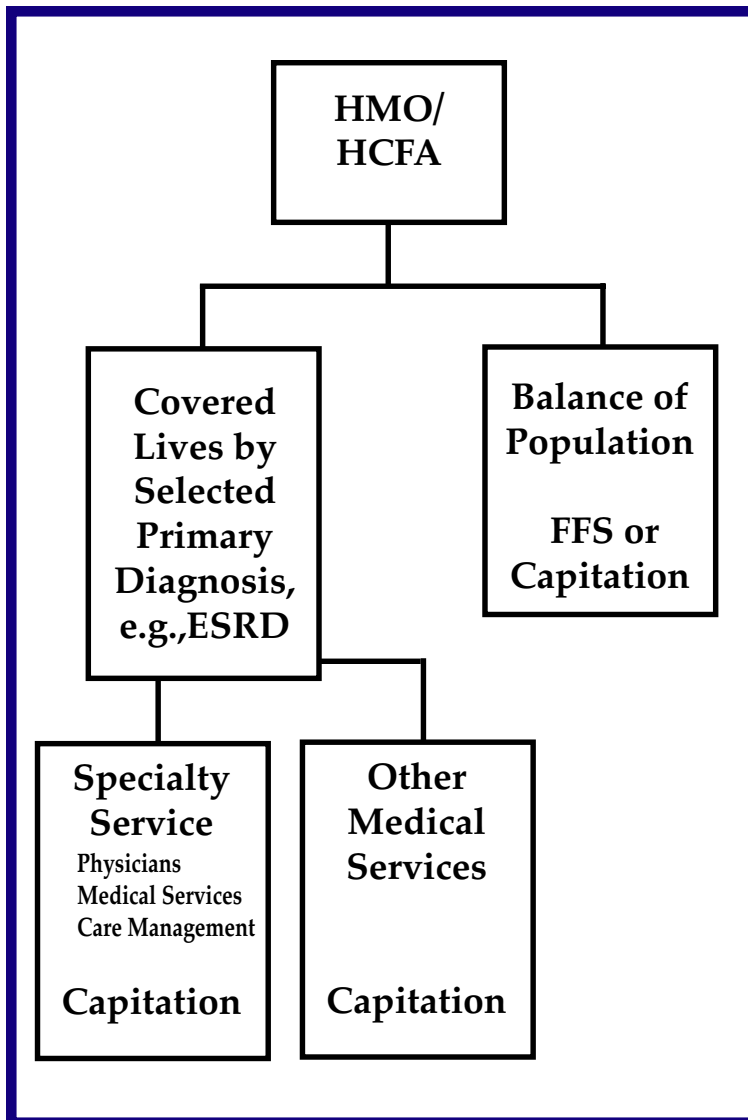 HMO/
HCFA
Covered
Lives by
Selected
Primary
Diagnosis,
e.g.,ESRD
Balance of
Population
FFS or
Capitation
Specialty
Service
Physicians
Medical Services
Care Management
Capitation
Other
Medical
Services
Capitation